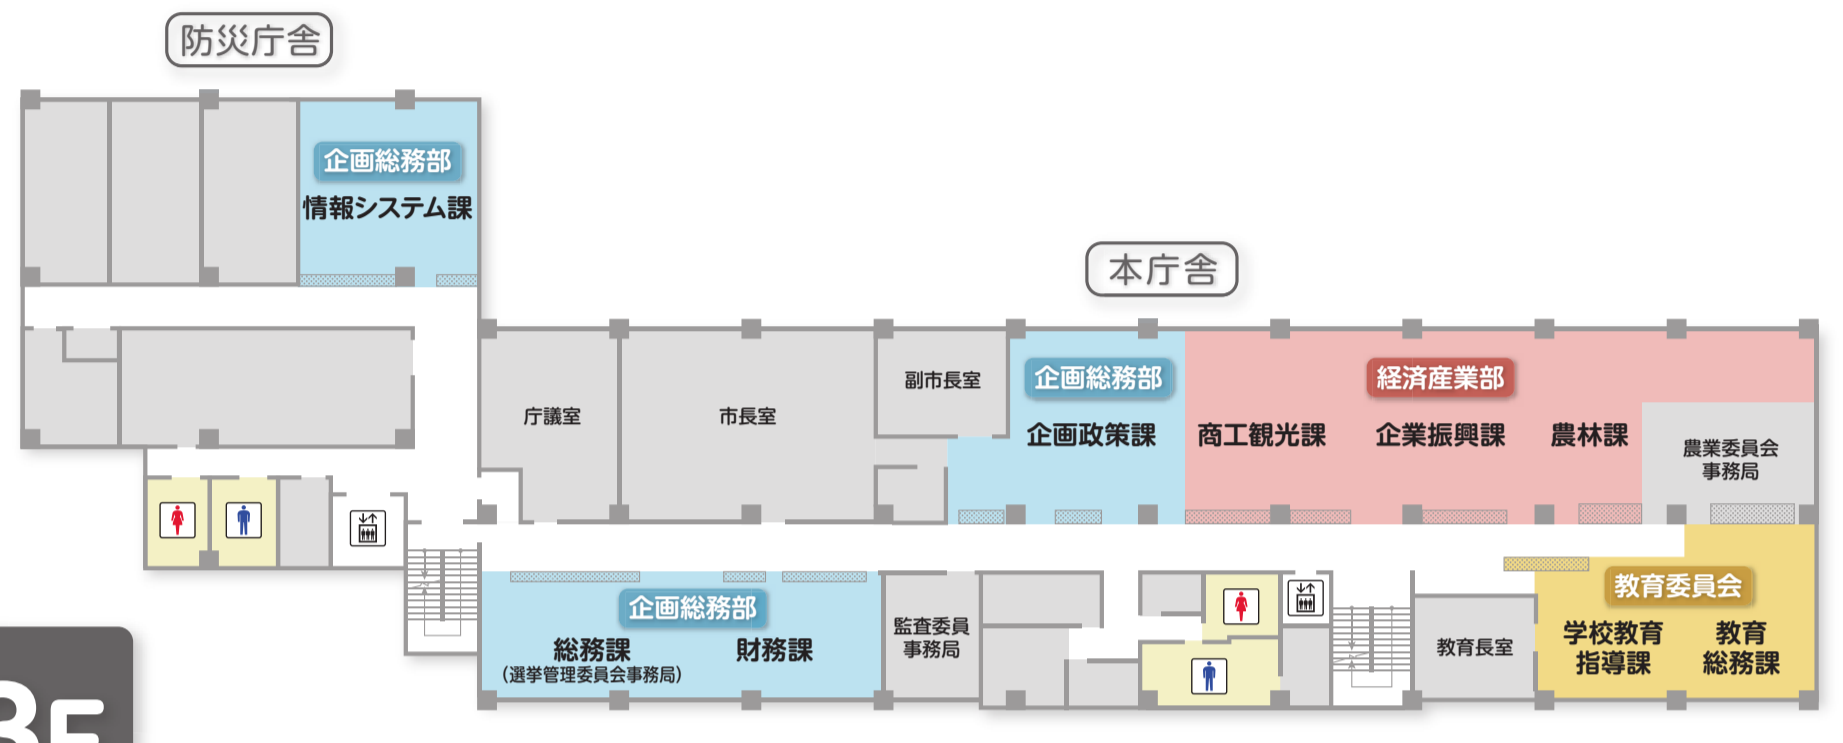 防災庁舎
企画総務部
情報システム課
本庁舎
庁議室
市長室
副市長室
企画総務部
企画政策課
経済産業部
商工観光課
企業振興課
農林課
農業委員会
事務局
企画総務部
総務課
(選挙管理委員会事務局)
財務課
監査委員
事務局
教育長室
教育委員会
学校教育
指導課
教育
総務課
3F